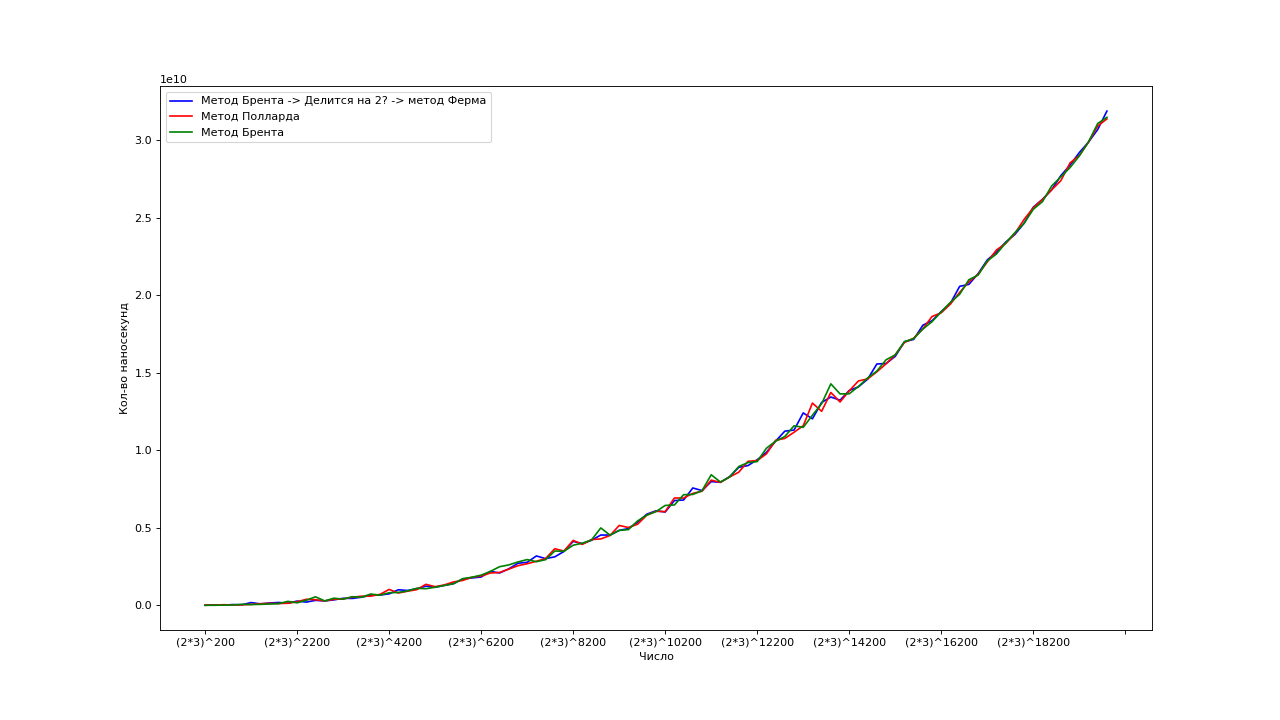 1e10
Метод Брента -> Делится на 2? -> метод Ферма
Метод Полларда
Метод Брента
3.0
2.5
2.0
1.5
1.0
0.5
0.0
Кол-во наносекунд
(2*3)^200 (2*3)^2200 (2*3)^4200 (2*3)^6200 (2*3)^8200 (2*3)^10200 (2*3)^12200 (2*3)^14200 (2*3)^16200 (2*3)^18200
Число